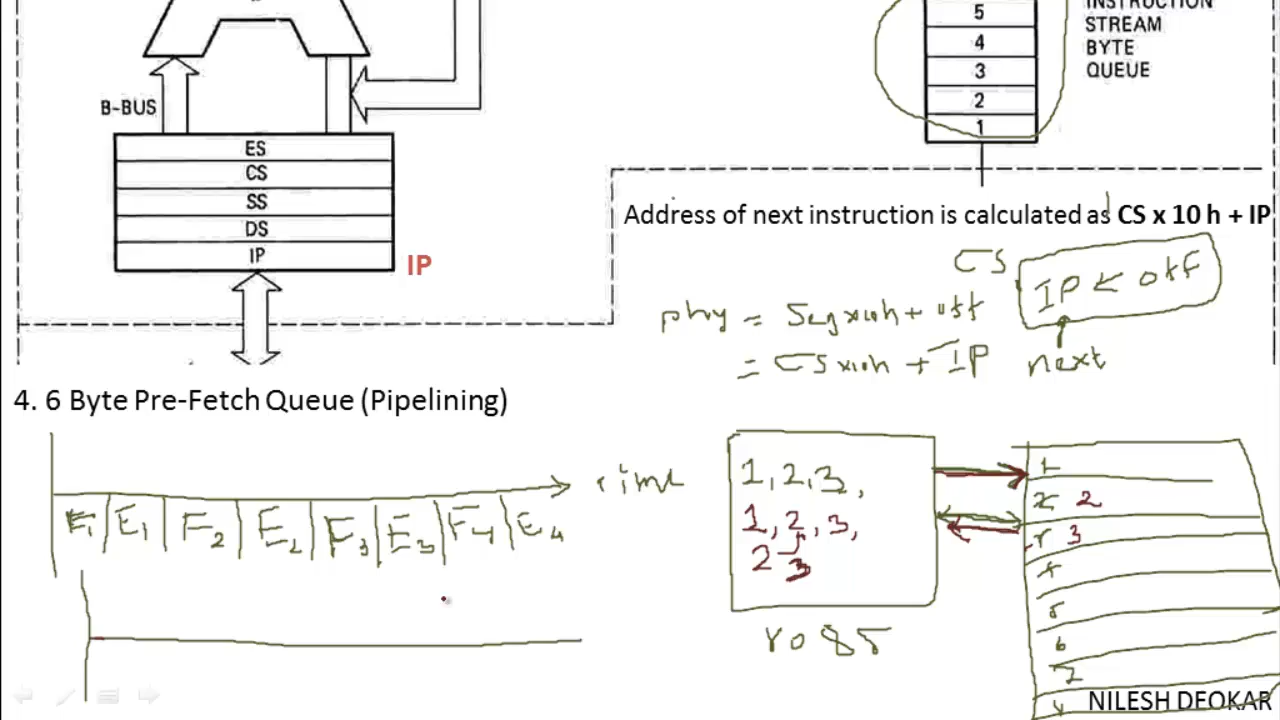 B-BUS
ES
CS
SS
DS
IP
IP
5
4
3
2
1
INSTRUCTION
STREAM
BYTE
QUEUE
Address of next instruction is calculated as CS x 10 h + IP
CS
IP ← off
phy = Seg x10h + off
= CS x10h + IP next
4. 6 Byte Pre-Fetch Queue (Pipelining)
time
F1 E1 F2 E2 F3 E3 F4 E4
1, 2, 3,
1, 2, 3,
2 3
8085
1
2
3
5
6
7
NILESH DEOKAR